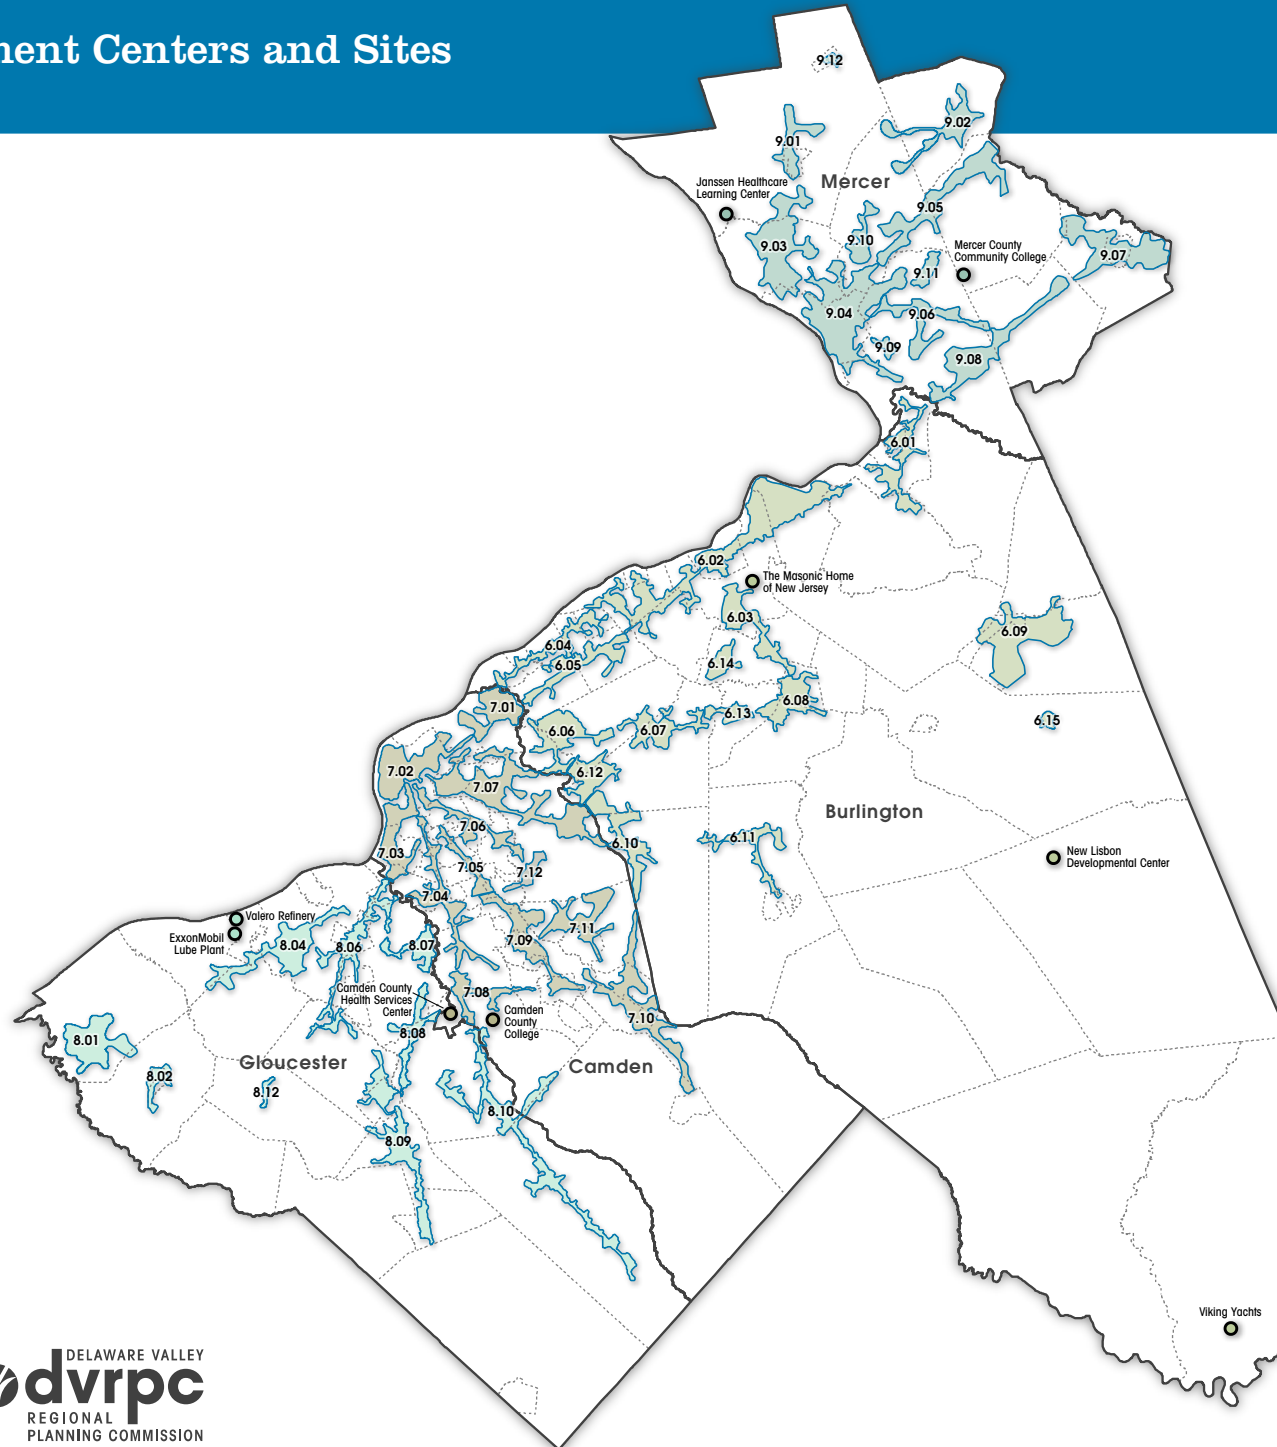 ment Centers and Sites
9.12
9.02
9.01
Mercer
Janssen Healthcare
Learning Center
9.05
9.03
9.10
Mercer County
Community College
9.07
9.11
9.04
9.06
9.09
9.08
6.01
6.02
The Masonic Home
of New Jersey
6.03
6.09
6.04
6.05
6.14
6.08
7.01
6.13
6.15
6.06
6.07
7.02
6.12
7.07
Burlington
7.06
6.11
6.10
7.03
7.05
7.12
New Lisbon
Developmental Center
7.04
Valero Refinery
ExxonMobil
Lube Plant
8.04
8.06
8.07
7.09
7.11
Camden County
Health Services
Center
7.08
Camden
County
College
7.10
8.01
8.08
Gloucester
Camden
8.02
8.12
8.10
8.09
Viking Yachts
DELAWARE VALLEY
dvrpc
REGIONAL
PLANNING COMMISSION